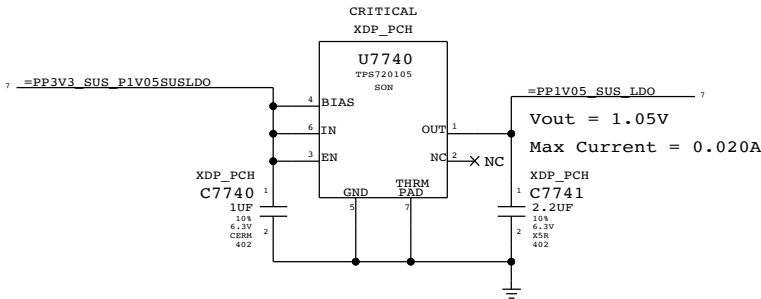 CRITICAL
XDP_PCH
U7740
TPS720105
SON
7 =PP3V3_SUS_P1V05SUSLDO
=PP1V05_SUS_LDO 7
4 BIAS
6 IN
OUT 1
3 EN
NC 2 NC
Vout = 1.05V
Max Current = 0.020A
GND
THRM
PAD
5
7
XDP_PCH
C7740 1
1UF
10%
6.3V
2
CERM
402
XDP_PCH
1 C7741
2.2UF
10%
6.3V
2
X5R
402